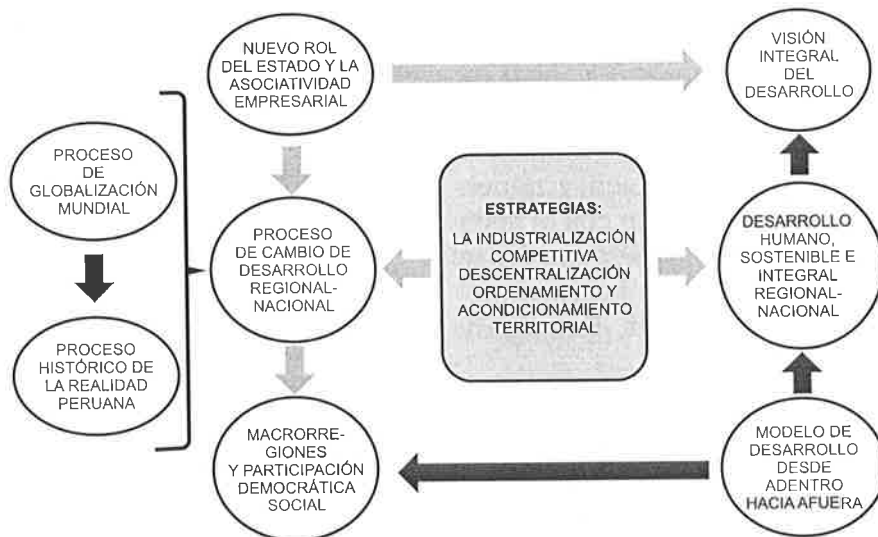 NUEVO ROL
DEL ESTADO Y LA
ASOCIATIVIDAD
EMPRESARIAL
VISIÓN
INTEGRAL
DEL
DESARROLLO
PROCESO
DE
GLOBALIZACIÓN
MUNDIAL
PROCESO
DE CAMBIO DE
DESARROLLO
REGIONAL-
NACIONAL
ESTRATEGIAS:
LA INDUSTRIALIZACIÓN
COMPETITIVA
DESCENTRALIZACIÓN
ORDENAMIENTO Y
ACONDICIONAMIENTO
TERRITORIAL
DESARROLLO
HUMANO,
SOSTENIBLE E
INTEGRAL
REGIONAL-
NACIONAL
PROCESO
HISTÓRICO DE
LA REALIDAD
PERUANA
MACRORRE-
GIONES
Y PARTICIPACIÓN
DEMOCRÁTICA
SOCIAL
MODELO DE
DESARROLLO
DESDE
ADENTRO
HACIA AFUERA